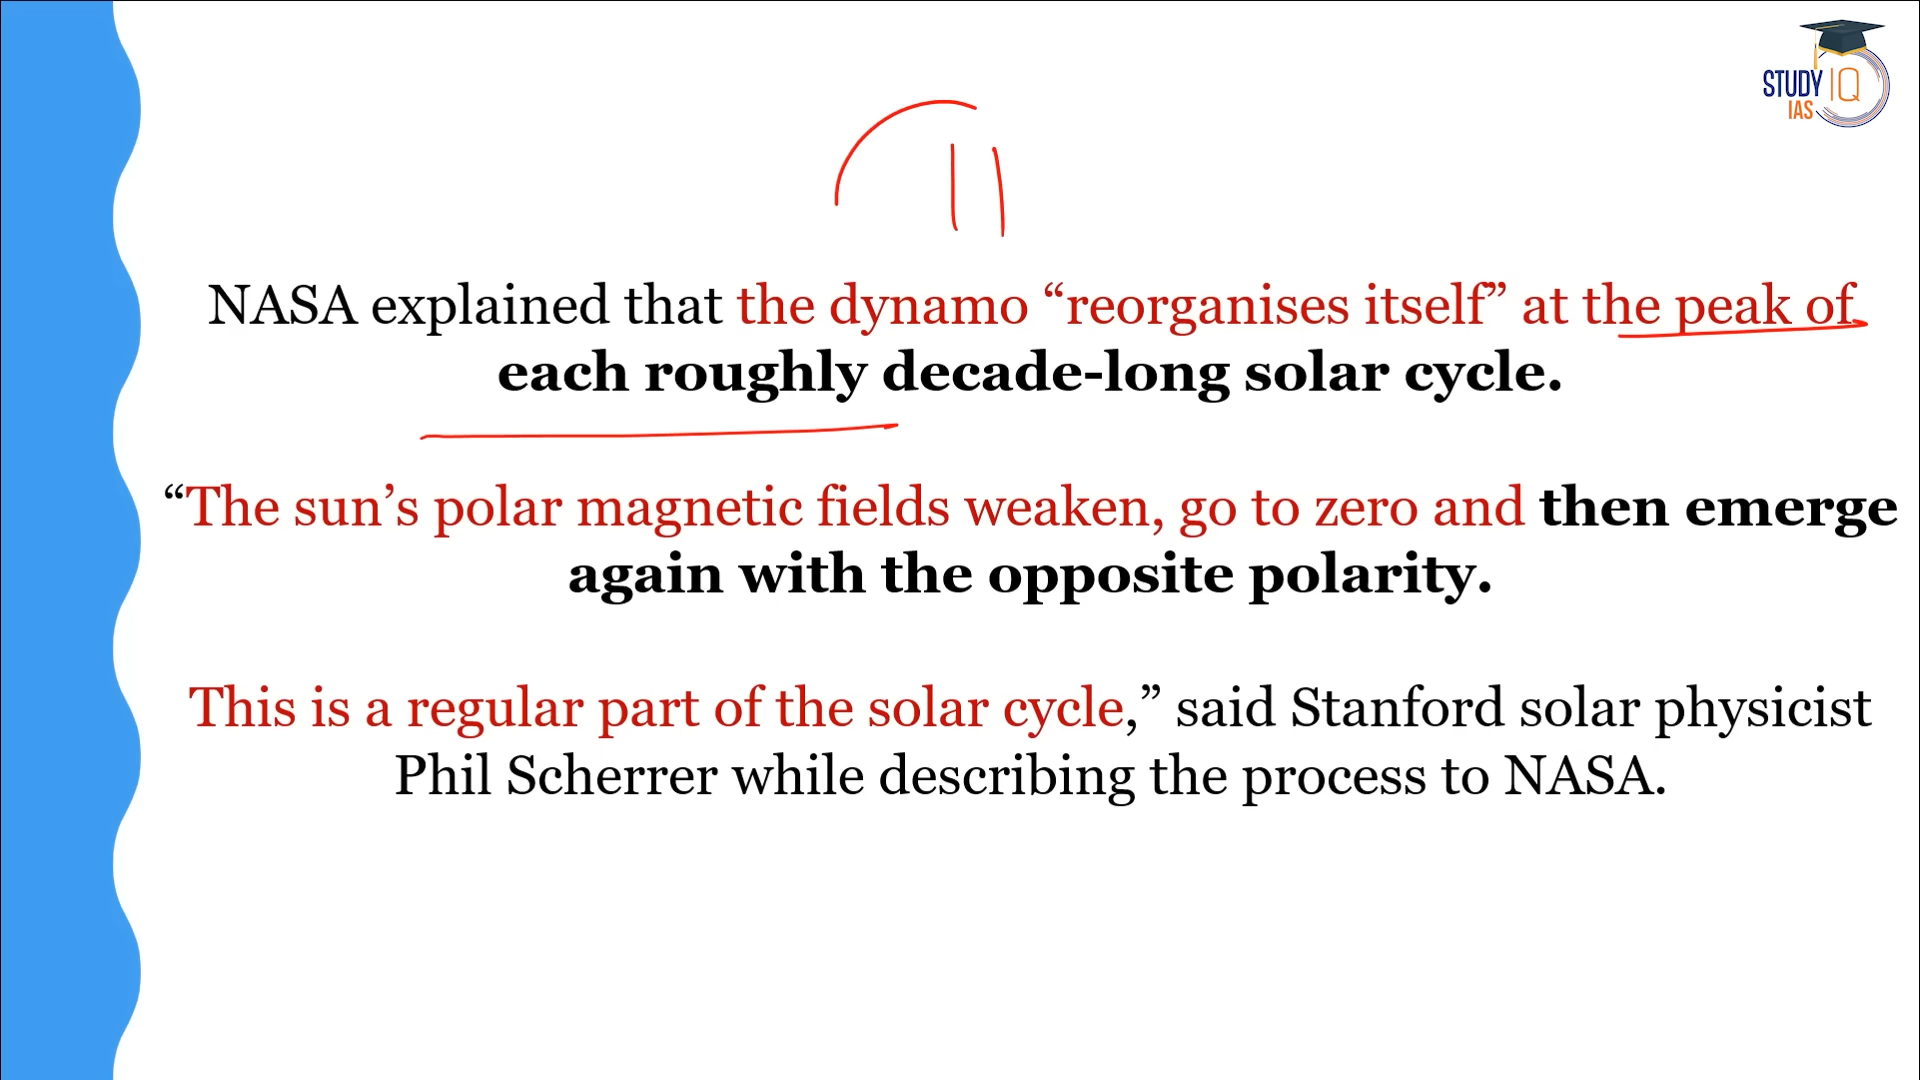 STUDY IQ
IAS
11
NASA explained that the dynamo “reorganises itself” at the peak of
each roughly decade-long solar cycle.
“The sun’s polar magnetic fields weaken, go to zero and then emerge
again with the opposite polarity.
This is a regular part of the solar cycle,” said Stanford solar physicist
Phil Scherrer while describing the process to NASA.